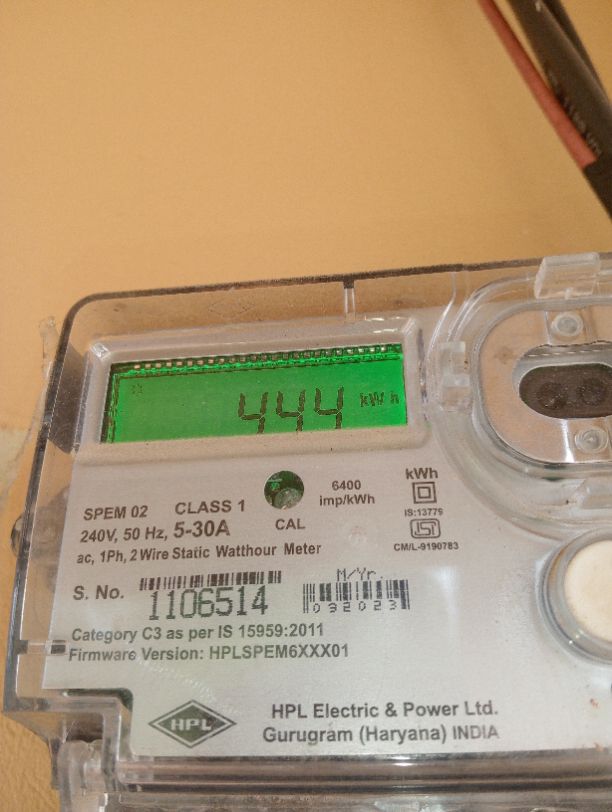 444 kWh
6400
imp/kWh
kWh
IS:13779
ISI
CM/L-9190783
SPEM 02 CLASS 1
240V, 50 Hz, 5-30A
CAL
ac, 1Ph, 2 Wire Static Watthour Meter
S. No. 1106514
M/Yr.
092023
Category C3 as per IS 15959:2011
Firmware Version: HPLSPEM6XXX01
HPL
HPL Electric & Power Ltd.
Gurugram (Haryana) INDIA